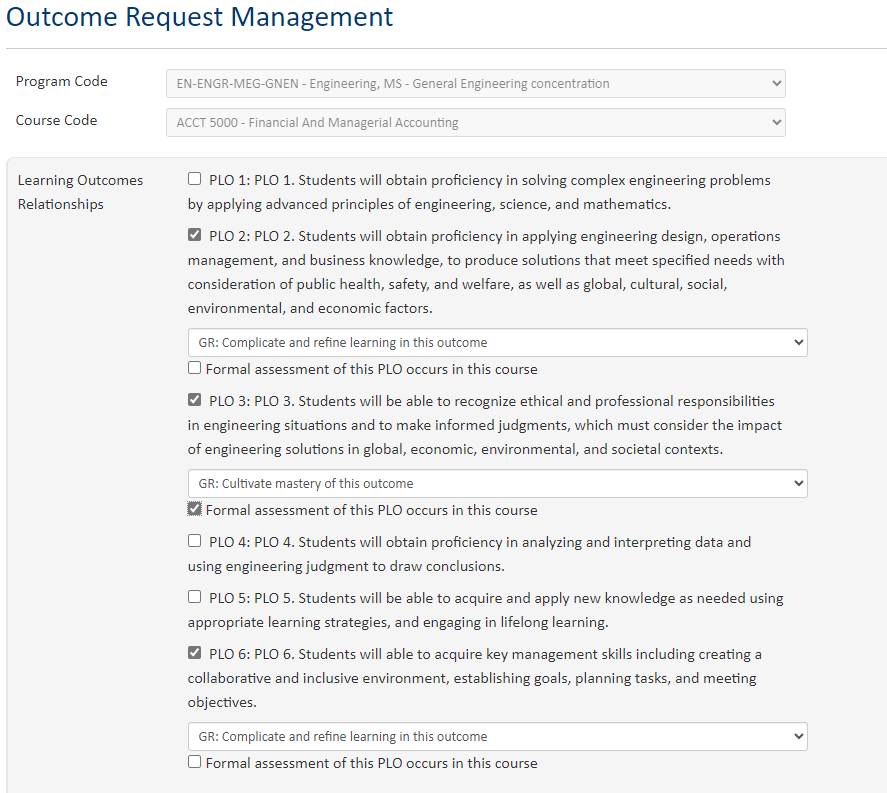 Outcome Request Management
Program Code
EN-ENGR-MEG-GNEN - Engineering, MS - General Engineering concentration
Course Code
ACCT 5000 - Financial And Managerial Accounting
Learning Outcomes
Relationships
PLO 1: PLO 1. Students will obtain proficiency in solving complex engineering problems
by applying advanced principles of engineering, science, and mathematics.
PLO 2: PLO 2. Students will obtain proficiency in applying engineering design, operations
management, and business knowledge, to produce solutions that meet specified needs with
consideration of public health, safety, and welfare, as well as global, cultural, social,
environmental, and economic factors.
GR: Complicate and refine learning in this outcome
Formal assessment of this PLO occurs in this course
PLO 3: PLO 3. Students will be able to recognize ethical and professional responsibilities
in engineering situations and to make informed judgments, which must consider the impact
of engineering solutions in global, economic, environmental, and societal contexts.
GR: Cultivate mastery of this outcome
Formal assessment of this PLO occurs in this course
PLO 4: PLO 4. Students will obtain proficiency in analyzing and interpreting data and
using engineering judgment to draw conclusions.
PLO 5: PLO 5. Students will be able to acquire and apply new knowledge as needed using
appropriate learning strategies, and engaging in lifelong learning.
PLO 6: PLO 6. Students will able to acquire key management skills including creating a
collaborative and inclusive environment, establishing goals, planning tasks, and meeting
objectives.
GR: Complicate and refine learning in this outcome
Formal assessment of this PLO occurs in this course